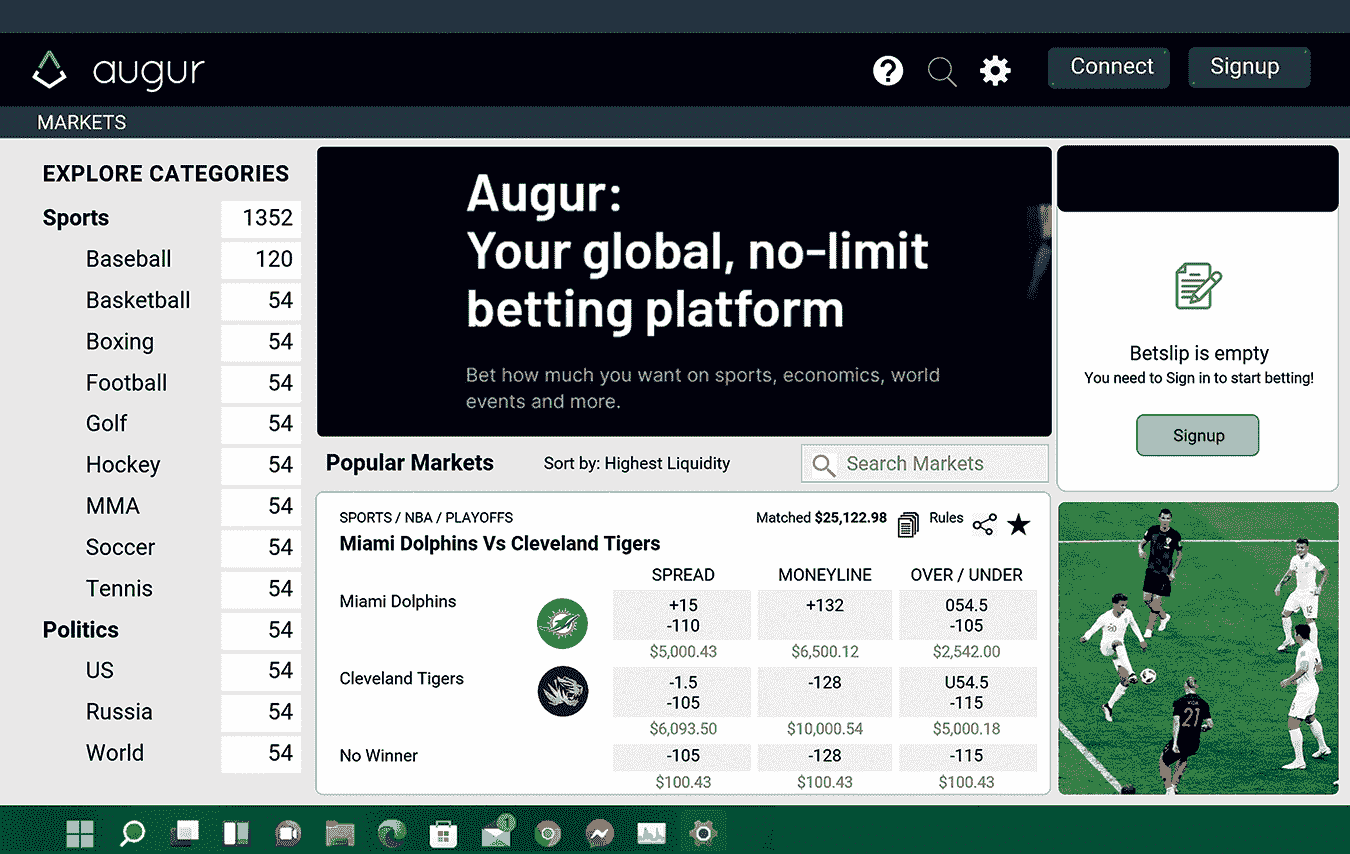 augur
Connect
Signup
MARKETS
EXPLORE CATEGORIES
Sports 1352
Baseball 120
Basketball 54
Boxing 54
Football 54
Golf 54
Hockey 54
MMA 54
Soccer 54
Tennis 54
Politics 54
US 54
Russia 54
World 54
Augur:
Your global, no-limit
betting platform
Bet how much you want on sports, economics, world
events and more.
Betslip is empty
You need to Sign in to start betting!
Signup
Popular Markets
Sort by: Highest Liquidity
Search Markets
SPORTS / NBA / PLAYOFFS
Matched $25,122.98
Rules
Miami Dolphins Vs Cleveland Tigers
SPREAD MONEYLINE OVER / UNDER
Miami Dolphins
+15 +132 054.5
-110 -105
$5,000.43 $6,500.12 $2,542.00
Cleveland Tigers
-1.5 -128 U54.5
-105 -115
$6,093.50 $10,000.54 $5,000.18
No Winner -105 -128 -115
$100.43 $100.43 $100.43
20
12
21
1